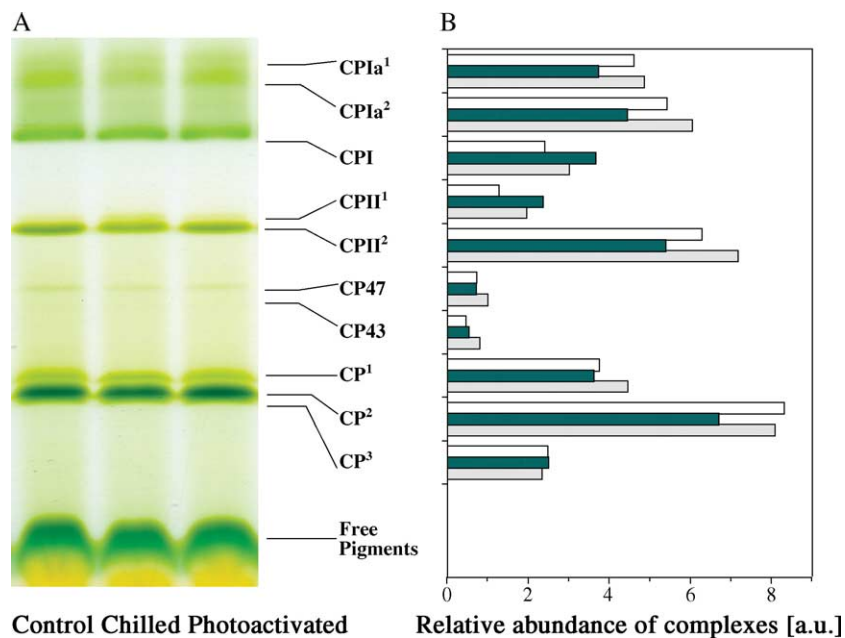 A
B
CPIa¹
CPIa²
CPI
CPII¹
CPII²
CP47
CP43
CP¹
CP²
CP³
Free
Pigments
0 2 4 6 8
Control Chilled Photoactivated
Relative abundance of complexes [a.u.]